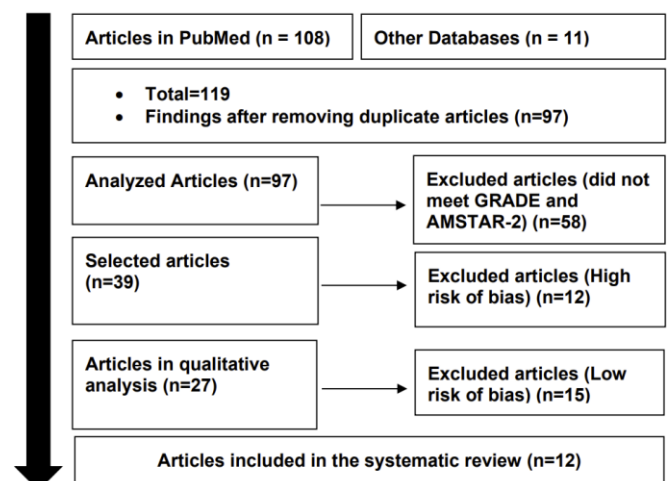 Articles in PubMed (n = 108)
Other Databases (n = 11)
• Total=119
• Findings after removing duplicate articles (n=97)
Analyzed Articles (n=97)
Excluded articles (did
not meet GRADE and
AMSTAR-2) (n=58)
Selected articles
(n=39)
Excluded articles (High
risk of bias) (n=12)
Articles in qualitative
analysis (n=27)
Excluded articles (Low
risk of bias) (n=15)
Articles included in the systematic review (n=12)